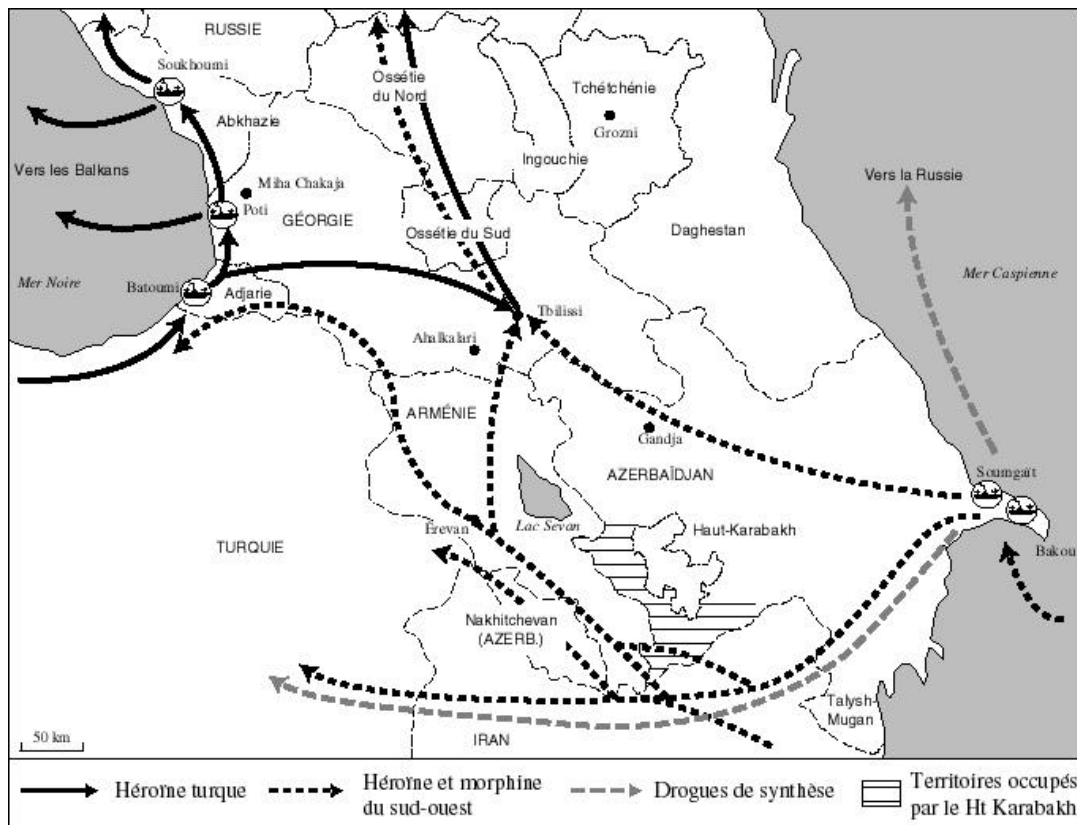 RUSSIE
Soukhoumi
Ossétie
du Nord
Tchétchénie
Grozni
Abkhazie
Ingouchie
Vers les Balkans
Miha Chakaja
Vers la Russie
Poti
GÉORGIE
Ossétie du Sud
Daghestan
Mer Noire
Mer Caspienne
Batoumi
Adjarie
Tbilissi
Ahalkalari
ARMÉNIE
Gandja
AZERBAÏDJAN
Soumgaït
Lac Sevan
Érevan
Haut-Karabakh
TURQUIE
Bakou
Nakhitchevan
(AZERB.)
Talysh-
Mugan
50 km
IRAN
Héroïne turque
Héroïne et morphine
du sud-ouest
Drogues de synthèse
Territoires occupés
par le Ht Karabakh